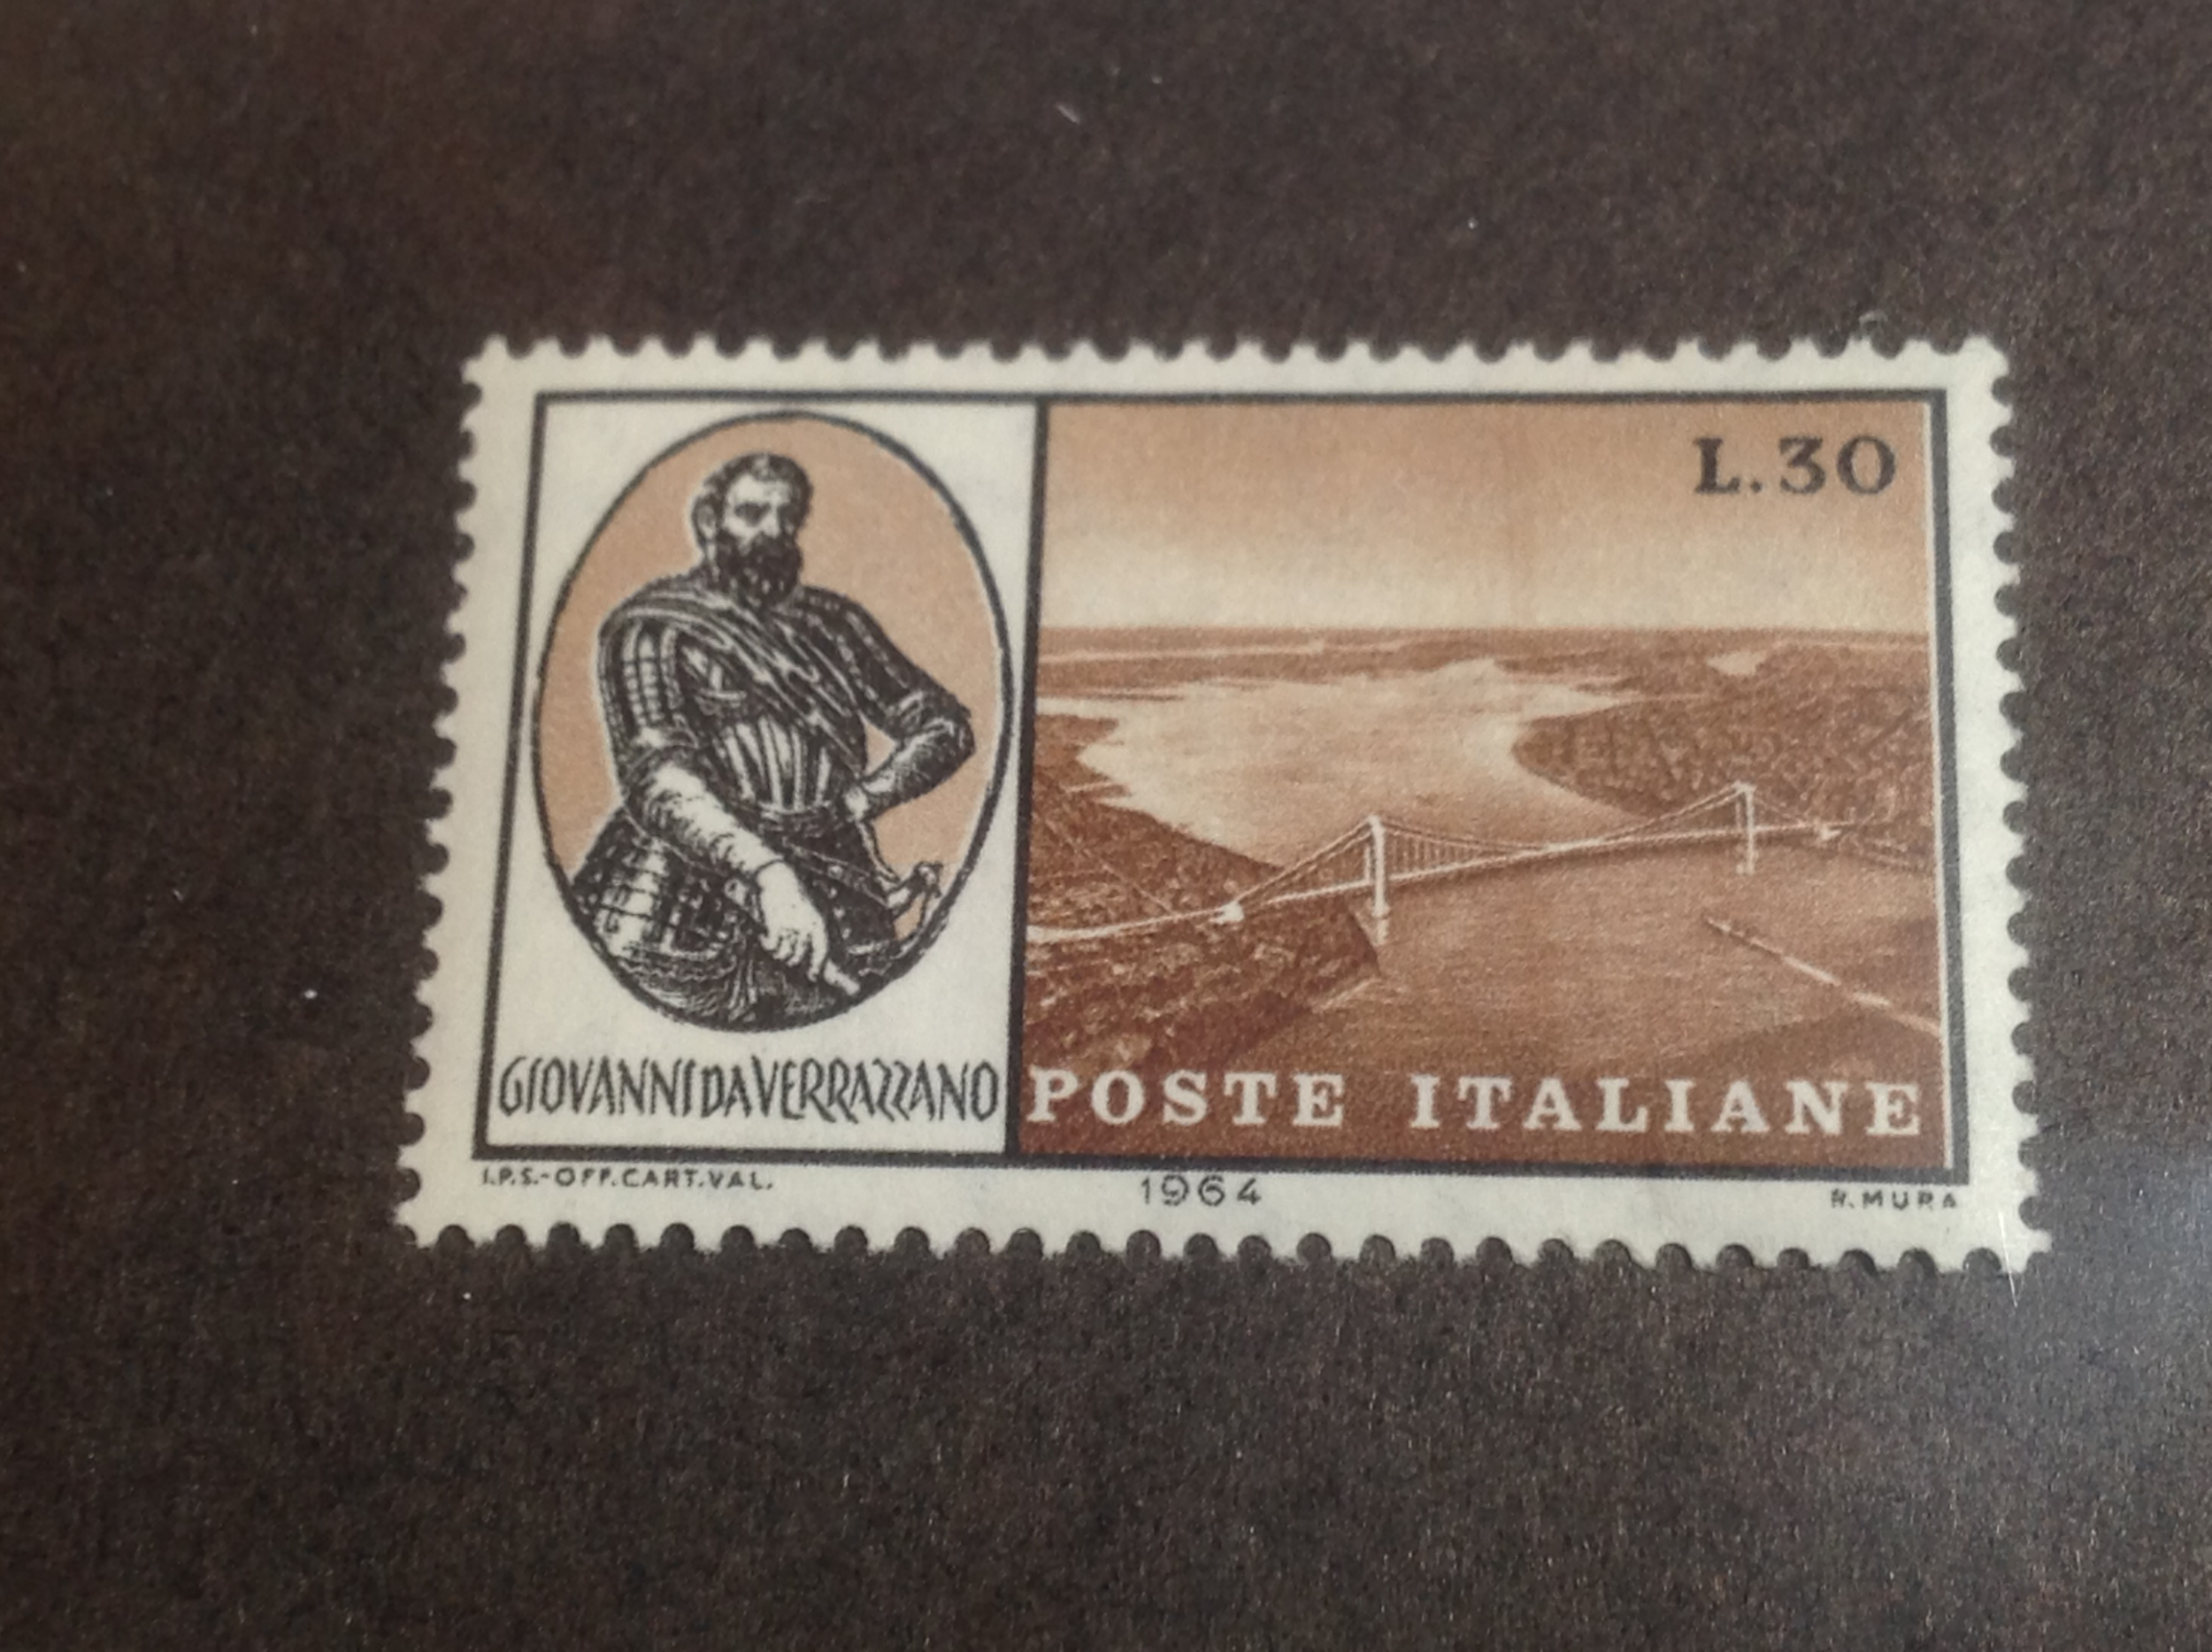 L.30
GIOVANNI DA VERRAZZANO
POSTE ITALIANE
I.P.S.-OFF.CART.VAL.
1964
R.MURA